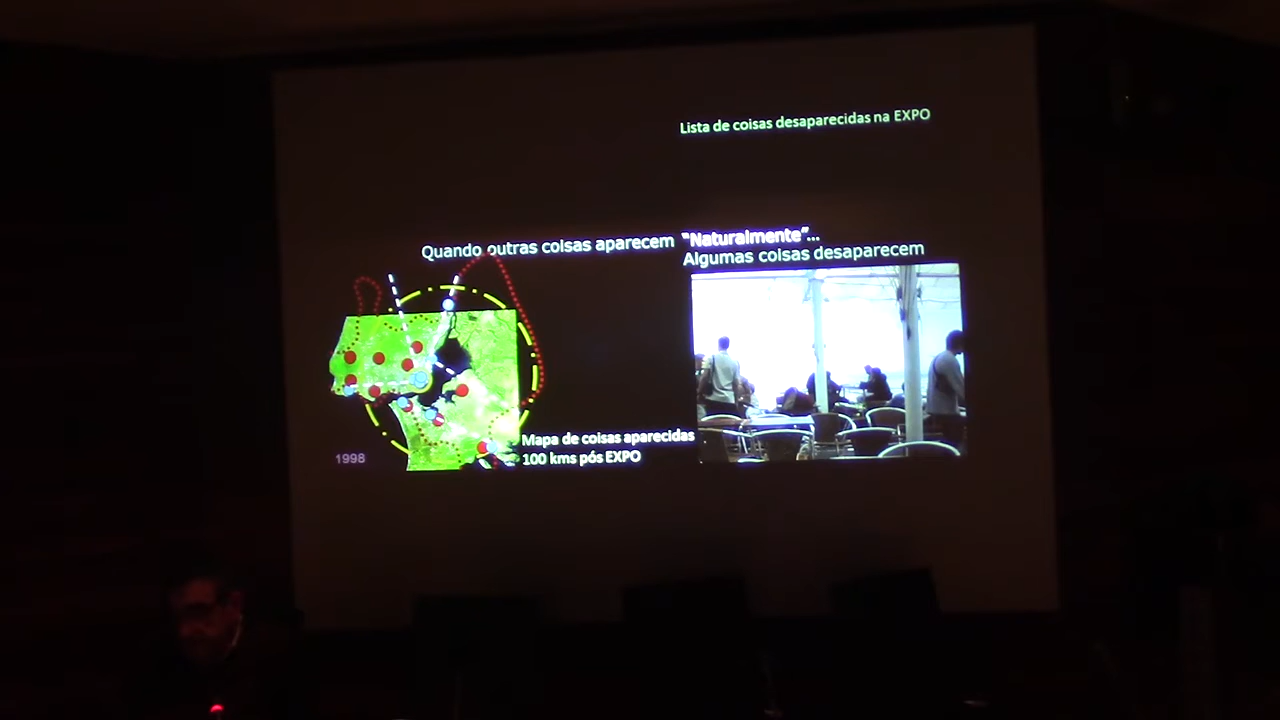 Lista de coisas desaparecidas na EXPO
Quando outras coisas aparecem
"Naturalmente"...
Algumas coisas desaparecem
Mapa de coisas aparecidas
100 kms pós EXPO
1998